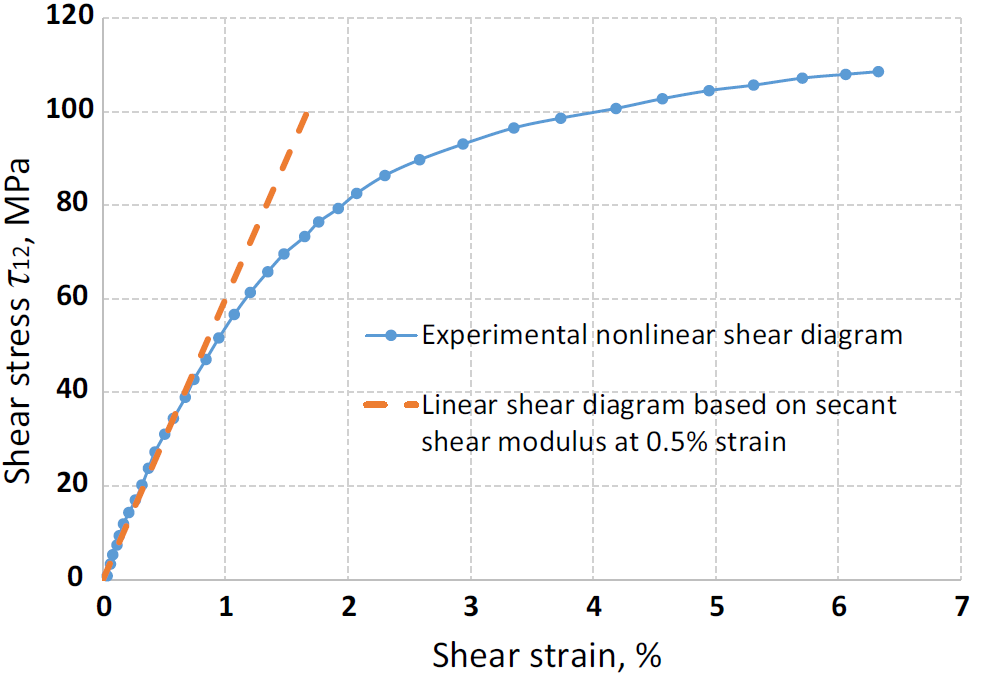 120
100
80
60
40
20
0
0 1 2 3 4 5 6 7
Shear stress τ12, MPa
Shear strain, %
Experimental nonlinear shear diagram
Linear shear diagram based on secant
shear modulus at 0.5% strain